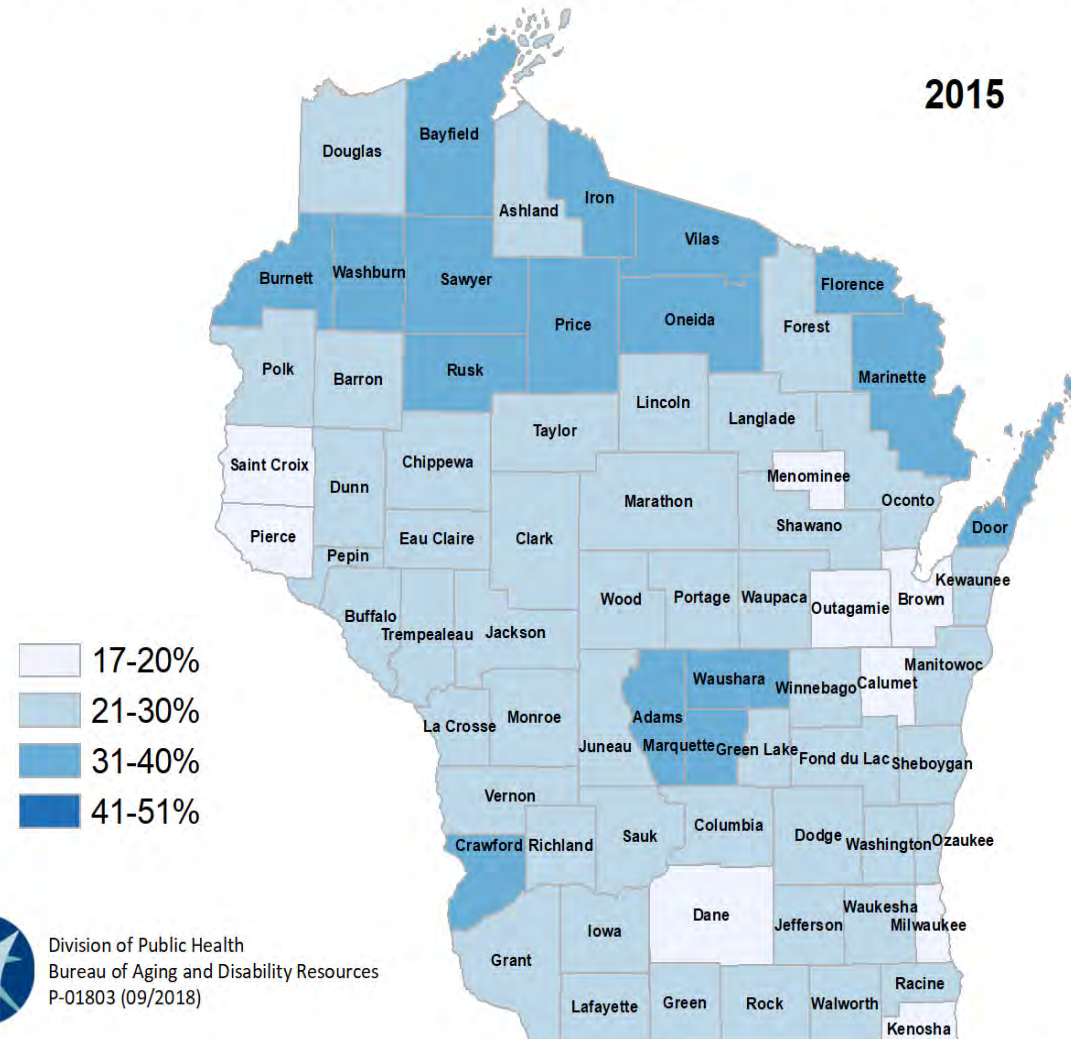 2015
Bayfield
Douglas
Iron
Ashland
Vilas
Burnett
Washburn
Sawyer
Florence
Price
Oneida
Forest
Polk
Barron
Rusk
Marinette
Lincoln
Langlade
Taylor
Saint Croix
Chippewa
Menominee
Dunn
Marathon
Oconto
Pierce
Eau Claire
Clark
Shawano
Door
Pepin
Kewaunee
Wood
Portage
Waupaca
Outagamie
Brown
Buffalo
Trempealeau
Jackson
17-20%
Waushara
Winnebago
Calumet
Manitowoc
21-30%
La Crosse
Monroe
Adams
Juneau
Marquette
Green Lake
Fond du Lac
Sheboygan
31-40%
Vernon
41-51%
Crawford
Richland
Sauk
Columbia
Dodge
Washington
Ozaukee
Dane
Jefferson
Waukesha
Milwaukee
Iowa
Grant
Division of Public Health
Bureau of Aging and Disability Resources
P-01803 (09/2018)
Lafayette
Green
Rock
Walworth
Racine
Kenosha